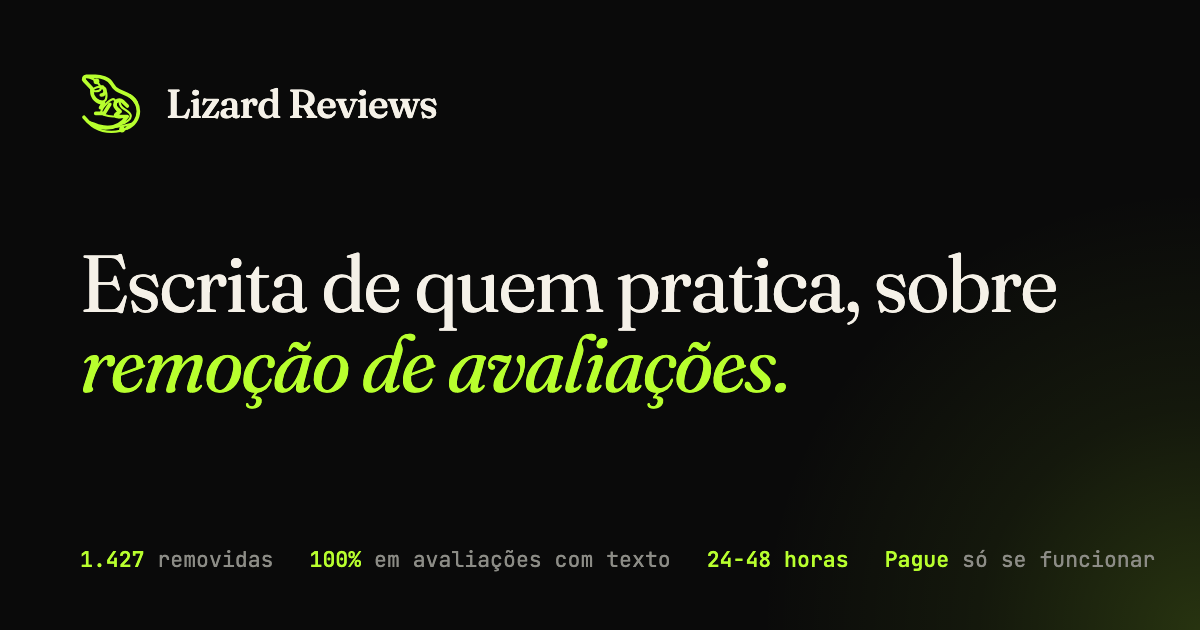 Lizard Reviews
Escrita de quem pratica, sobre
remoção de avaliações.
1.427 removidas 100% em avaliações com texto 24-48 horas Pague só se funcionar